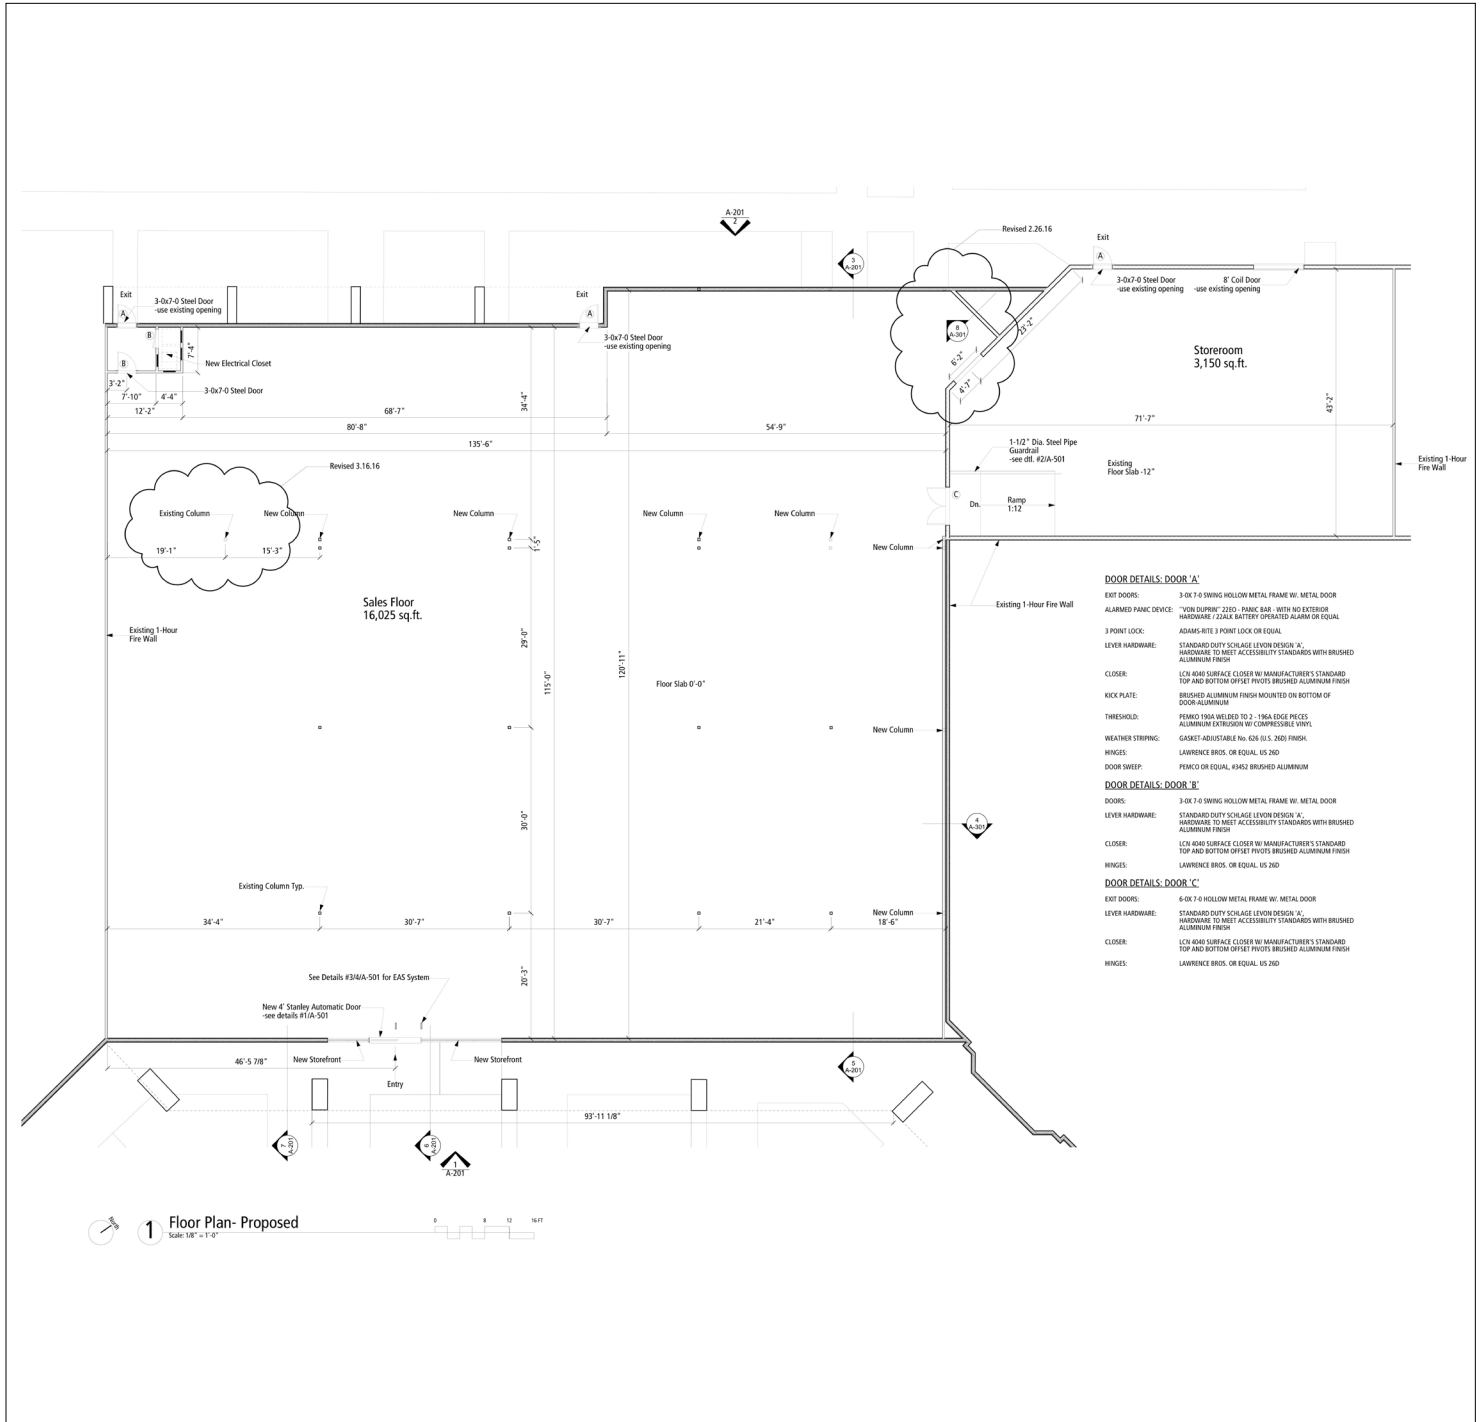 A-201
2
Revised 2.26.16
3
A-201
Exit
A
3-0x7-0 Steel Door
-use existing opening
8' Coil Door
-use existing opening
Exit
3-0x7-0 Steel Door
-use existing opening
A
B
B
7'-4"
New Electrical Closet
3'-2"
3-0x7-0 Steel Door
7'-10"
4'-4"
12'-2"
68'-7"
80'-8"
54'-9"
135'-6"
34'-4"
Exit
A
3-0x7-0 Steel Door
-use existing opening
8
A-301
23'-2"
6'-2"
4'-7"
Storeroom
3,150 sq.ft.
43'-2"
71'-7"
1-1/2" Dia. Steel Pipe
Guardrail
-see dtl. #2/A-501
Existing
Floor Slab -12"
Existing 1-Hour
Fire Wall
C
Dn.
Ramp
1:12
Revised 3.16.16
Existing Column
New Column
New Column
New Column
New Column
19'-1"
15'-3"
1'-5"
New Column
Sales Floor
16,025 sq.ft.
Existing 1-Hour
Fire Wall
Existing 1-Hour Fire Wall
29'-0"
115'-0"
120'-11"
Floor Slab 0'-0"
New Column
30'-0"
4
A-301
Existing Column Typ.
New Column
34'-4"
30'-7"
30'-7"
21'-4"
18'-6"
20'-3"
See Details #3/4/A-501 for EAS System
New 4' Stanley Automatic Door
-see details #1/A-501
New Storefront
New Storefront
46'-5 7/8"
Entry
5
A-201
93'-11 1/8"
7
A-201
6
A-201
1
A-201
DOOR DETAILS: DOOR 'A'
EXIT DOORS: 3-0X 7-0 SWING HOLLOW METAL FRAME W/. METAL DOOR
ALARMED PANIC DEVICE: "VON DUPRIN" 22EO - PANIC BAR - WITH NO EXTERIOR
HARDWARE / 22ALK BATTERY OPERATED ALARM OR EQUAL
3 POINT LOCK: ADAMS-RITE 3 POINT LOCK OR EQUAL
LEVER HARDWARE: STANDARD DUTY SCHLAGE LEVON DESIGN 'A',
HARDWARE TO MEET ACCESSIBILITY STANDARDS WITH BRUSHED
ALUMINUM FINISH
CLOSER: LCN 4040 SURFACE CLOSER W/ MANUFACTURER'S STANDARD
TOP AND BOTTOM OFFSET PIVOTS BRUSHED ALUMINUM FINISH
KICK PLATE: BRUSHED ALUMINUM FINISH MOUNTED ON BOTTOM OF
DOOR-ALUMINUM
THRESHOLD: PEMKO 190A WELDED TO 2 - 196A EDGE PIECES
ALUMINUM EXTRUSION W/ COMPRESSIBLE VINYL
WEATHER STRIPING: GASKET-ADJUSTABLE No. 626 (U.S. 26D) FINISH.
HINGES: LAWRENCE BROS. OR EQUAL. US 26D
DOOR SWEEP: PEMCO OR EQUAL, #3452 BRUSHED ALUMINUM
DOOR DETAILS: DOOR 'B'
DOORS: 3-0X 7-0 SWING HOLLOW METAL FRAME W/. METAL DOOR
LEVER HARDWARE: STANDARD DUTY SCHLAGE LEVON DESIGN 'A',
HARDWARE TO MEET ACCESSIBILITY STANDARDS WITH BRUSHED
ALUMINUM FINISH
CLOSER: LCN 4040 SURFACE CLOSER W/ MANUFACTURER'S STANDARD
TOP AND BOTTOM OFFSET PIVOTS BRUSHED ALUMINUM FINISH
HINGES: LAWRENCE BROS. OR EQUAL. US 26D
DOOR DETAILS: DOOR 'C'
EXIT DOORS: 6-0X 7-0 HOLLOW METAL FRAME W/. METAL DOOR
LEVER HARDWARE: STANDARD DUTY SCHLAGE LEVON DESIGN 'A',
HARDWARE TO MEET ACCESSIBILITY STANDARDS WITH BRUSHED
ALUMINUM FINISH
CLOSER: LCN 4040 SURFACE CLOSER W/ MANUFACTURER'S STANDARD
TOP AND BOTTOM OFFSET PIVOTS BRUSHED ALUMINUM FINISH
HINGES: LAWRENCE BROS. OR EQUAL. US 26D
North
1
Floor Plan- Proposed
Scale: 1/8" = 1'-0"
0 8 12 16 FT